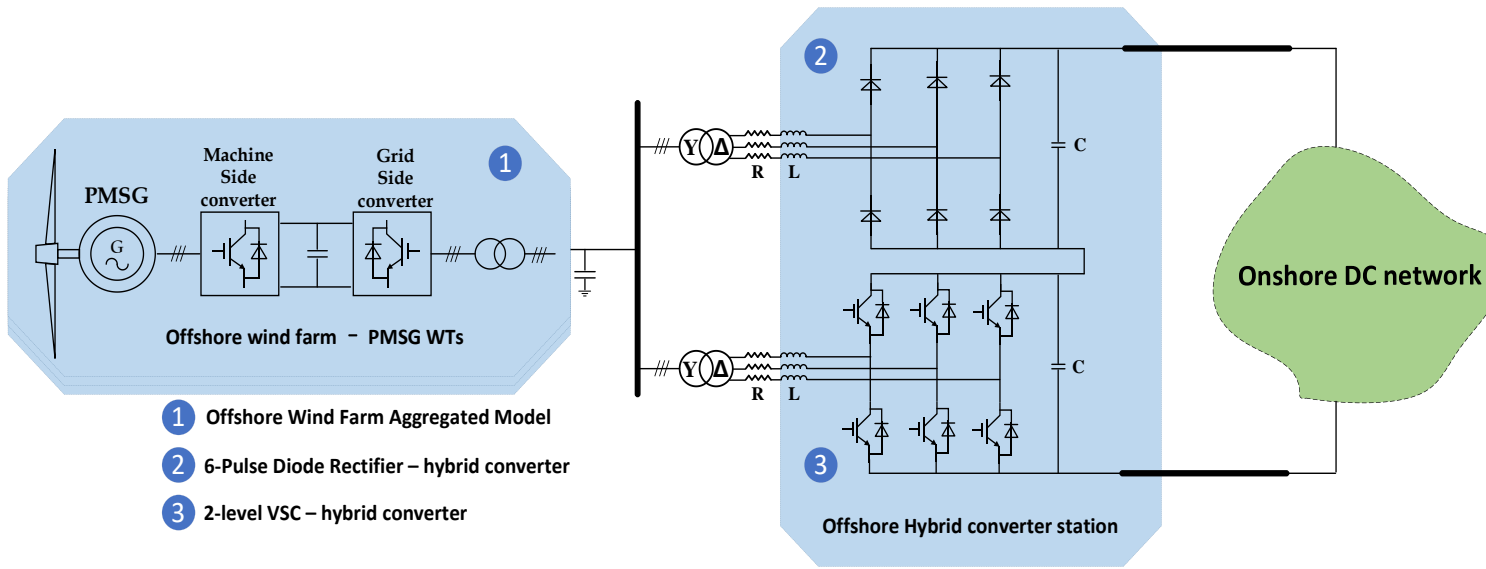 1
Machine
Side
converter
Grid
Side
converter
PMSG
G
Offshore wind farm – PMSG WTs
Y Δ
R L
2
C
Y Δ
R L
C
3
Offshore Hybrid converter station
Onshore DC network
1 Offshore Wind Farm Aggregated Model
2 6-Pulse Diode Rectifier – hybrid converter
3 2-level VSC – hybrid converter